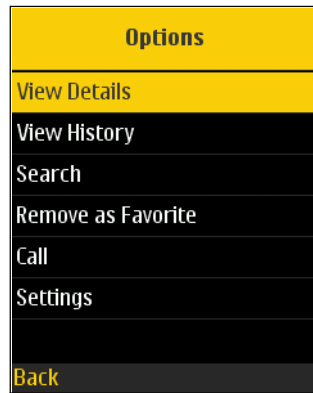 Options
View Details
View History
Search
Remove as Favorite
Call
Settings
Back